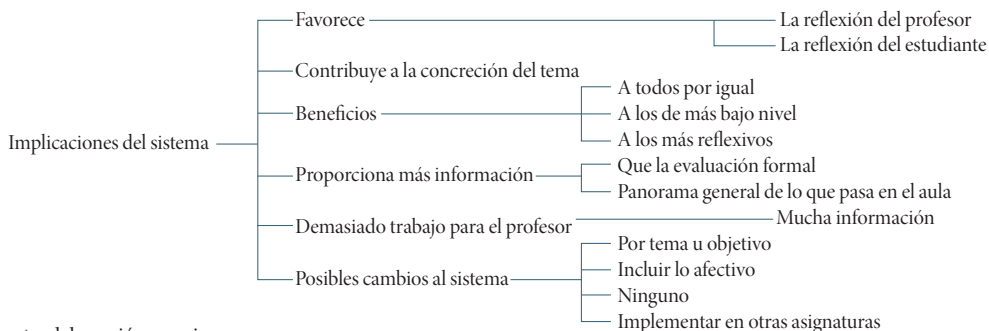 Favorece
La reflexión del profesor
La reflexión del estudiante
Contribuye a la concreción del tema
Beneficios
A todos por igual
A los de más bajo nivel
A los más reflexivos
Implicaciones del sistema
Proporciona más información
Que la evaluación formal
Panorama general de lo que pasa en el aula
Demasiado trabajo para el profesor
Mucha información
Posibles cambios al sistema
Por tema u objetivo
Incluir lo afectivo
Ninguno
Implementar en otras asignaturas